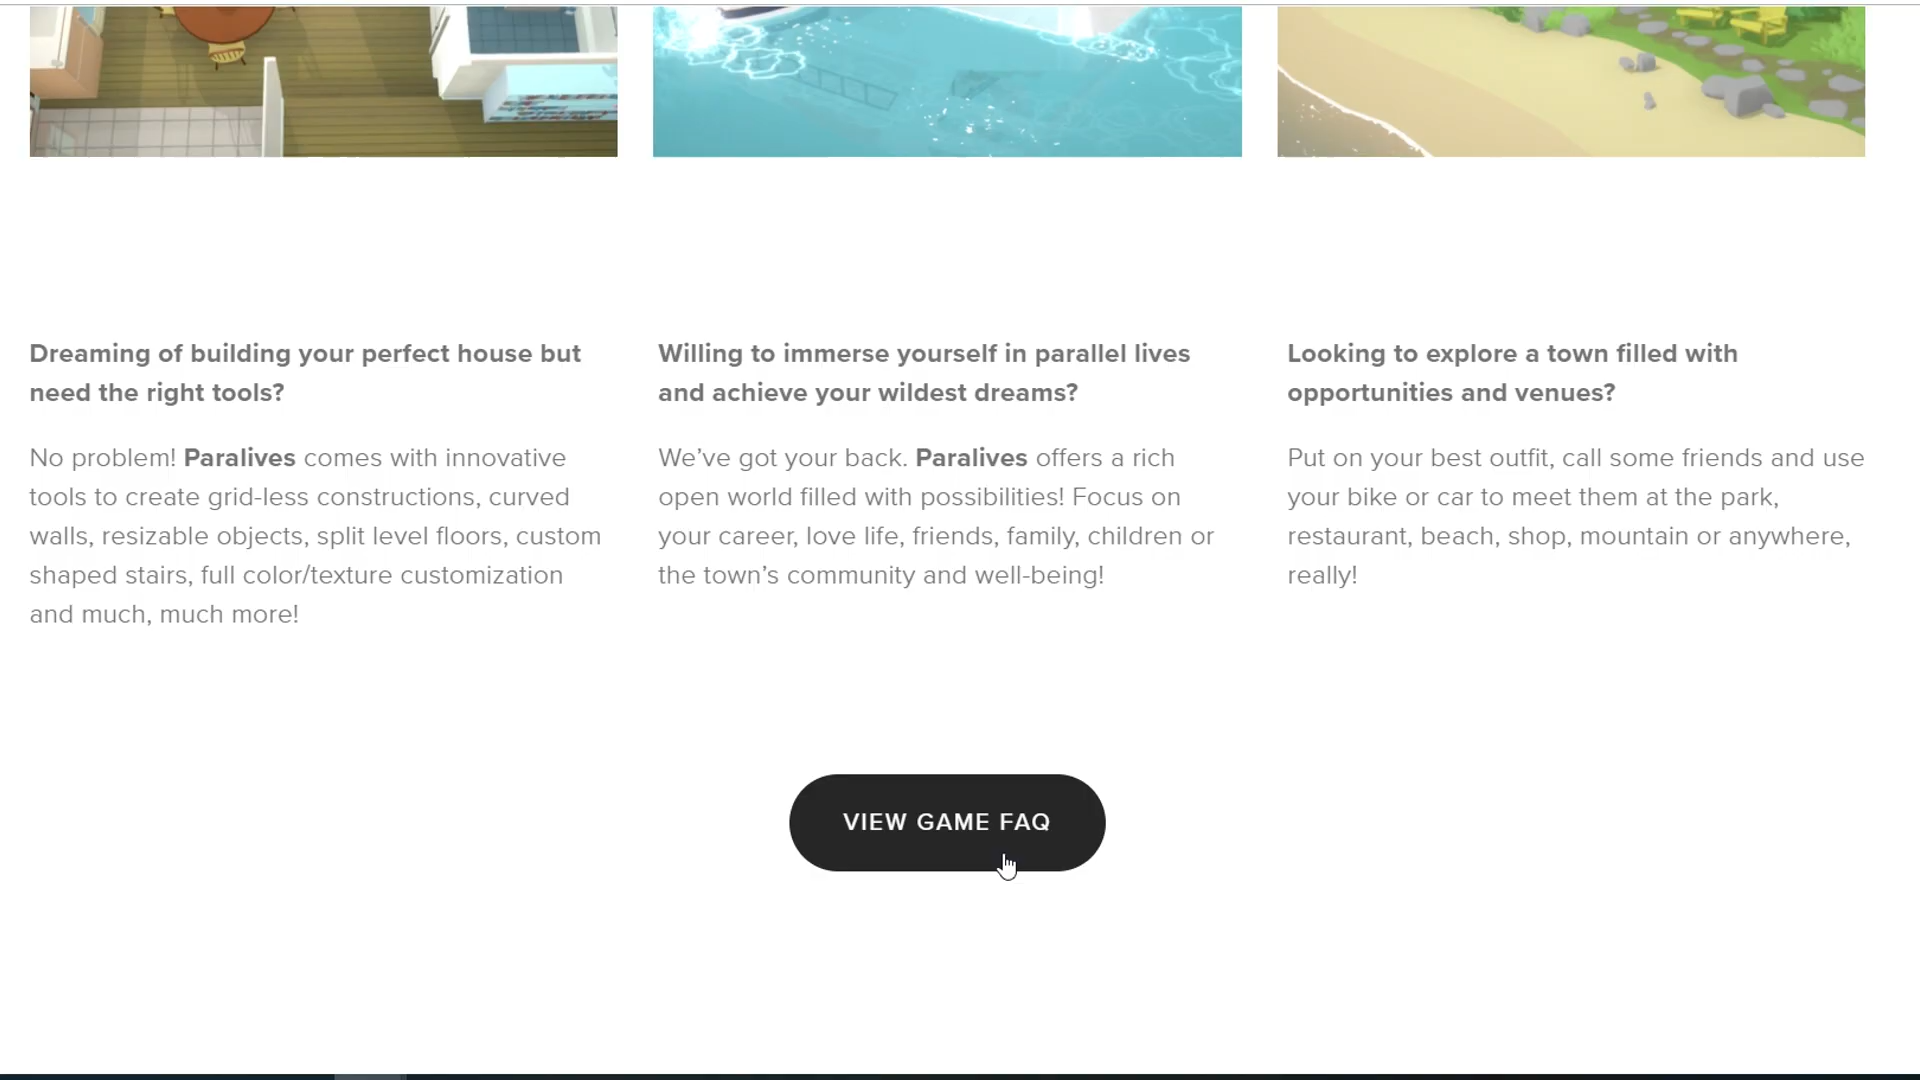 Dreaming of building your perfect house but
need the right tools?
No problem! Paralives comes with innovative
tools to create grid-less constructions, curved
walls, resizable objects, split level floors, custom
shaped stairs, full color/texture customization
and much, much more!
Willing to immerse yourself in parallel lives
and achieve your wildest dreams?
We’ve got your back. Paralives offers a rich
open world filled with possibilities! Focus on
your career, love life, friends, family, children or
the town’s community and well-being!
Looking to explore a town filled with
opportunities and venues?
Put on your best outfit, call some friends and use
your bike or car to meet them at the park,
restaurant, beach, shop, mountain or anywhere,
really!
VIEW GAME FAQ